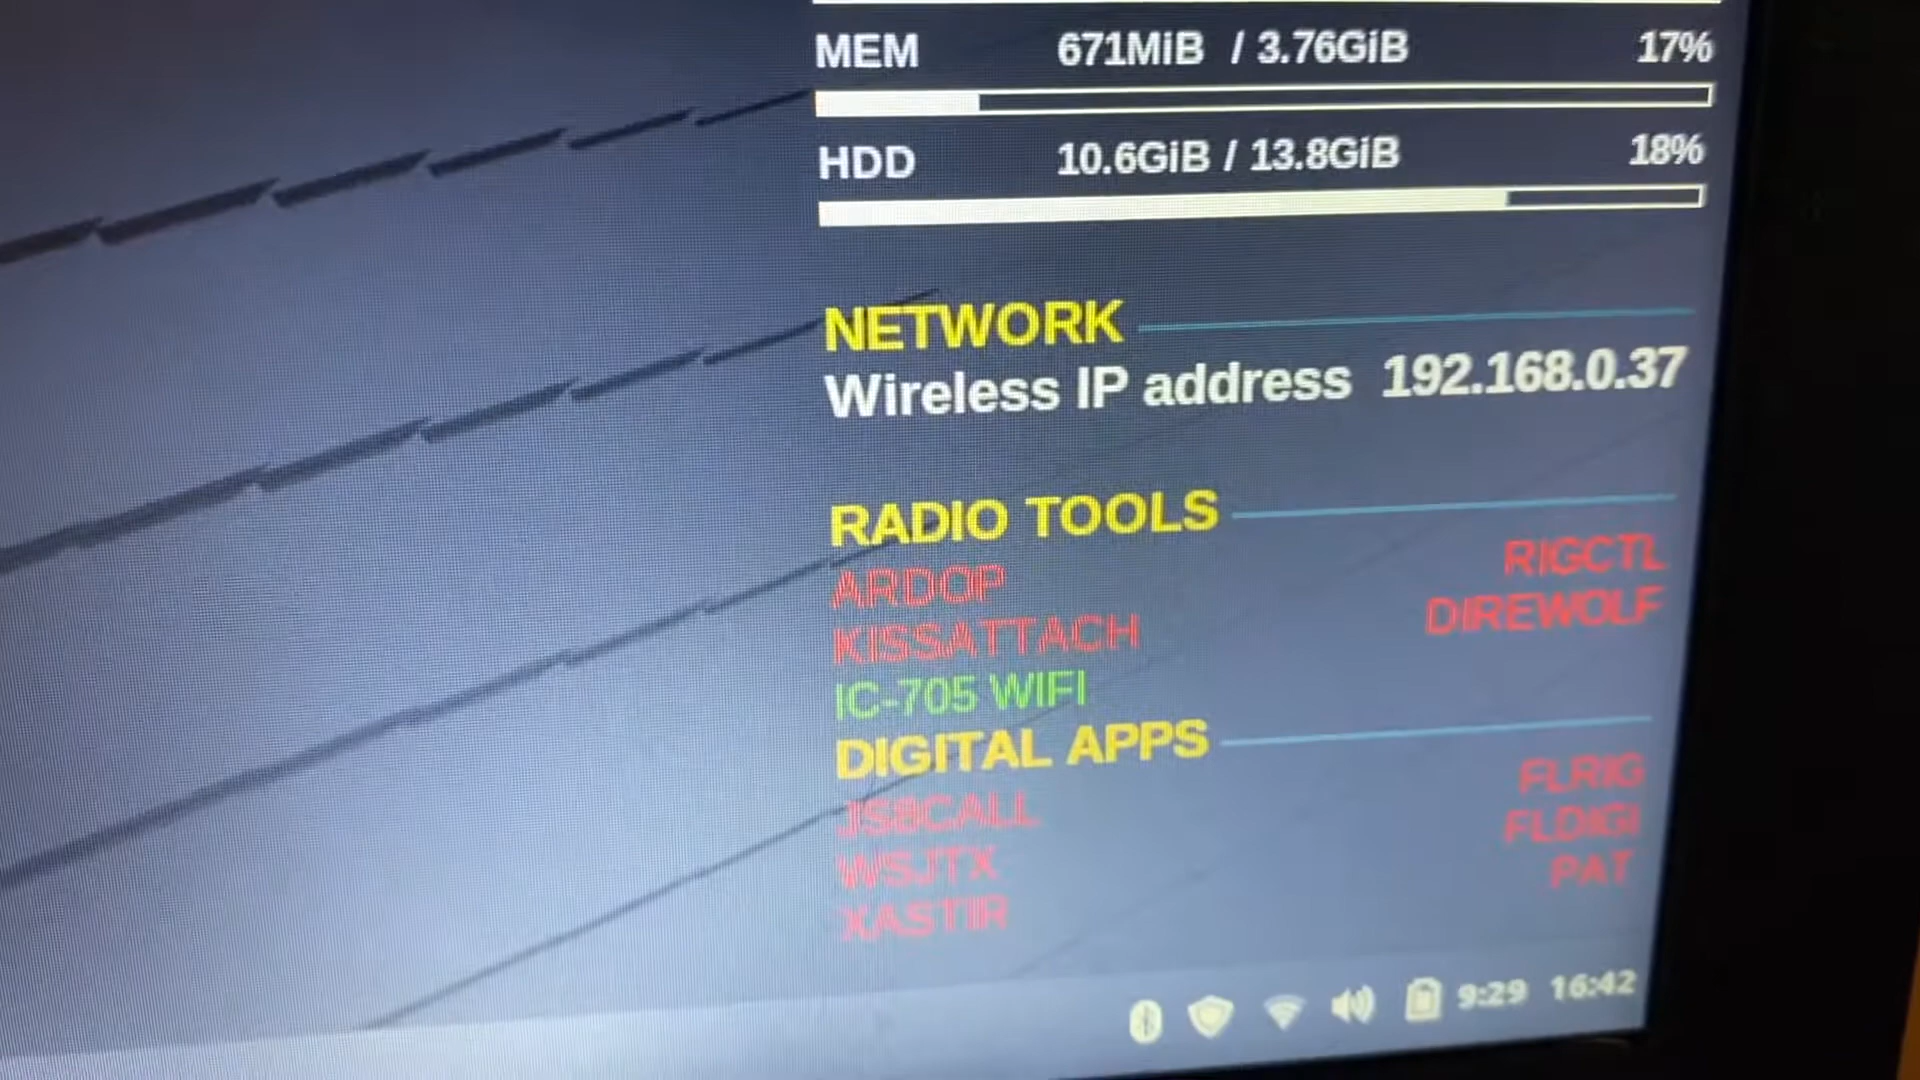 MEM 671MiB / 3.76GiB 17%
HDD 10.6GiB / 13.8GiB 18%
NETWORK
Wireless IP address 192.168.0.37
RADIO TOOLS
ARDOP RIGCTL
KISSATTACH DIREWOLF
IC-705 WIFI
DIGITAL APPS
JS8CALL FLRIG
WSJTX FLDIGI
XASTIR PAT
9:29 16:42